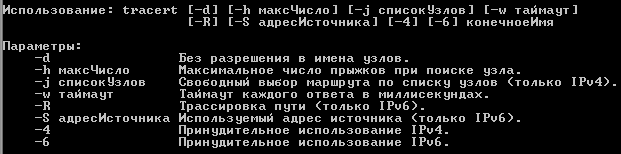 Использование: tracert [-d] [-h максЧисло] [-j списокУзлов] [-w таймаут]
[-R] [-S адресИсточника] [-4] [-6] конечноеИмя
Параметры:
-d Без разрешения в имена узлов.
-h максЧисло Максимальное число прыжков при поиске узла.
-j списокУзлов Свободный выбор маршрута по списку узлов (только IPv4).
-w таймаут Таймаут каждого ответа в миллисекундах.
-R Трассировка пути (только IPv6).
-S адресИсточника Используемый адрес источника (только IPv6).
-4 Принудительное использование IPv4.
-6 Принудительное использование IPv6.